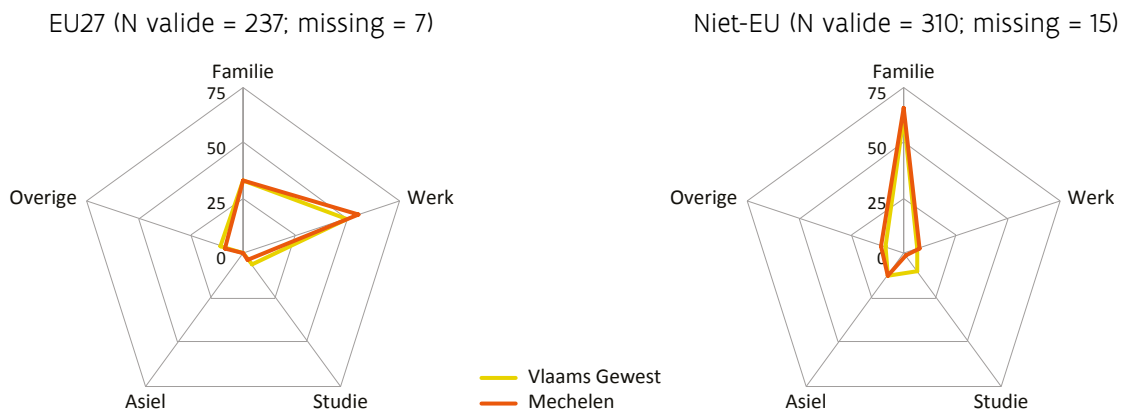 EU27 (N valide = 237; missing = 7)
Familie
75
50
25
0
Overige
Werk
Asiel
Studie
Niet-EU (N valide = 310; missing = 15)
Familie
75
50
25
0
Overige
Werk
Asiel
Studie
Vlaams Gewest
Mechelen